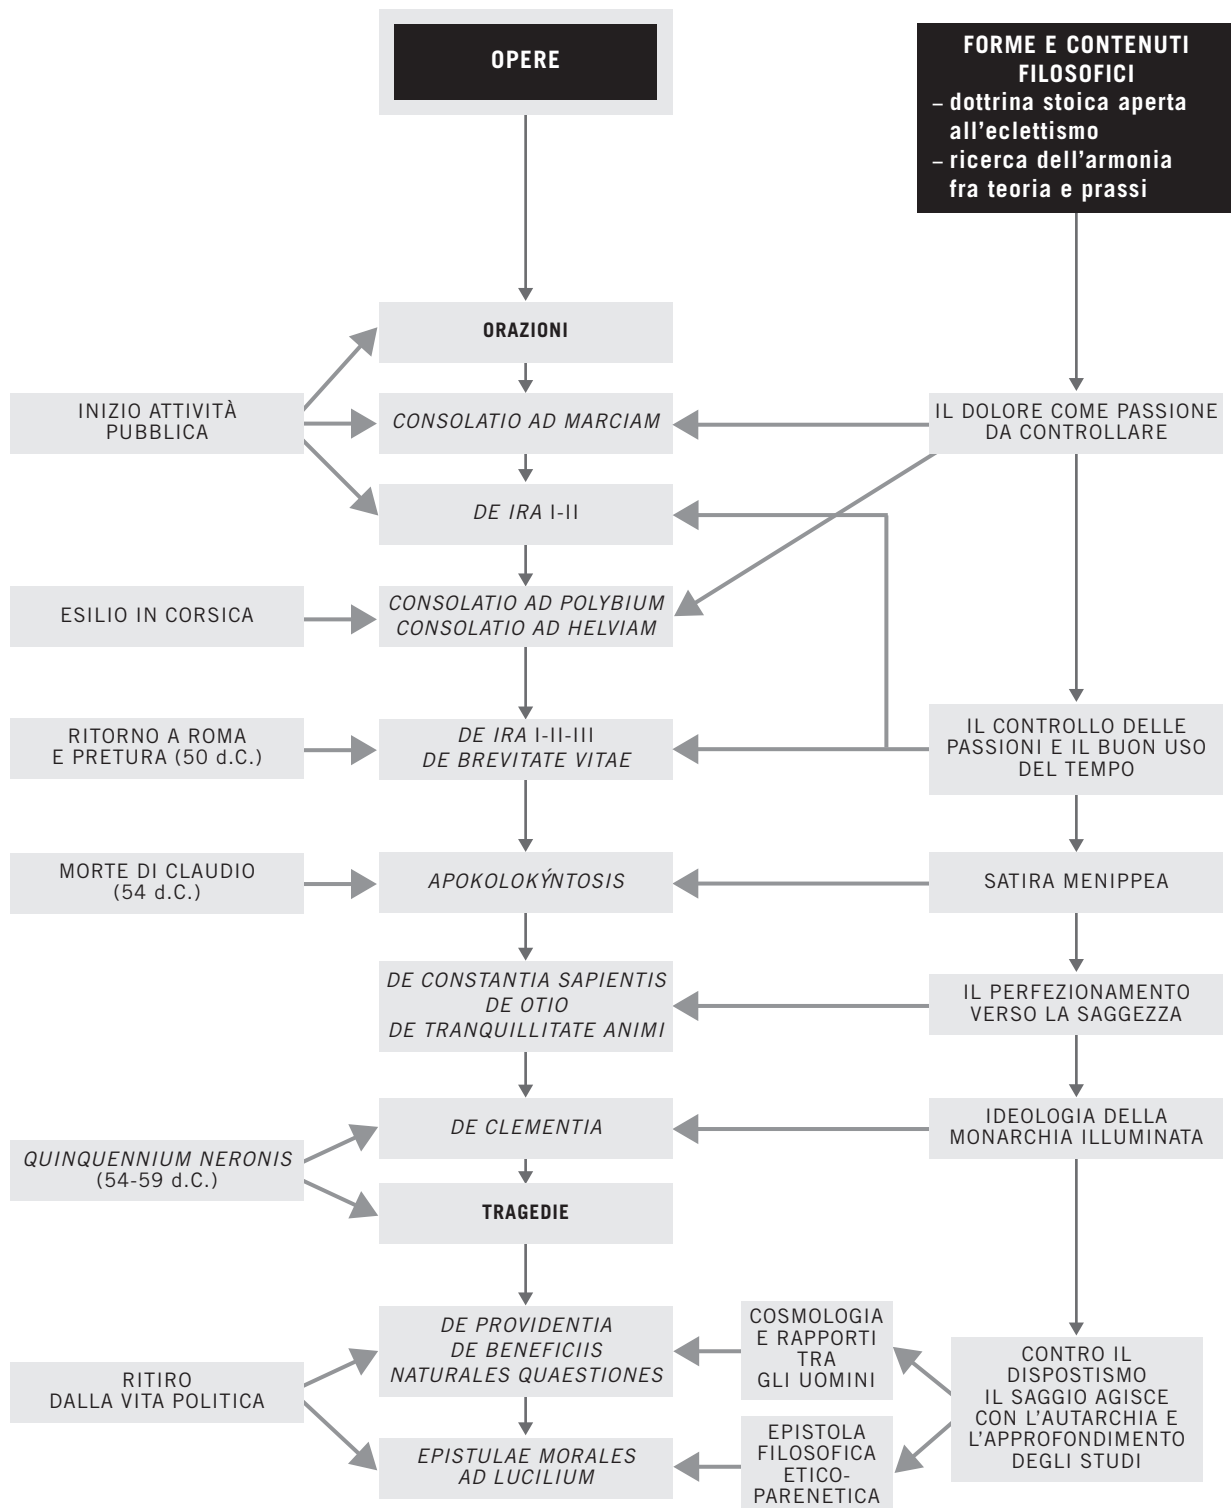 OPERE
FORME E CONTENUTI
FILOSOFICI
– dottrina stoica aperta
all'eclettismo
– ricerca dell'armonia
fra teoria e prassi
ORAZIONI
INIZIO ATTIVITÀ
PUBBLICA
CONSOLATIO AD MARCIAM
IL DOLORE COME PASSIONE
DA CONTROLLARE
DE IRA I-II
ESILIO IN CORSICA
CONSOLATIO AD POLYBIUM
CONSOLATIO AD HELVIAM
RITORNO A ROMA
E PRETURA (50 d.C.)
DE IRA I-II-III
DE BREVITATE VITAE
IL CONTROLLO DELLE
PASSIONI E IL BUON USO
DEL TEMPO
MORTE DI CLAUDIO
(54 d.C.)
APOKOLOKÝNTOSIS
SATIRA MENIPPEA
DE CONSTANTIA SAPIENTIS
DE OTIO
DE TRANQUILLITATE ANIMI
IL PERFEZIONAMENTO
VERSO LA SAGGEZZA
DE CLEMENTIA
IDEOLOGIA DELLA
MONARCHIA ILLUMINATA
QUINQUENNIUM NERONIS
(54-59 d.C.)
TRAGEDIE
DE PROVIDENTIA
DE BENEFICIIS
NATURALES QUAESTIONES
COSMOLOGIA
E RAPPORTI
TRA
GLI UOMINI
CONTRO IL
DISPOSTISMO
IL SAGGIO AGISCE
CON L'AUTARCHIA E
L'APPROFONDIMENTO
DEGLI STUDI
RITIRO
DALLA VITA POLITICA
EPISTULAE MORALES
AD LUCILIUM
EPISTOLA
FILOSOFICA
ETICO-
PARENETICA